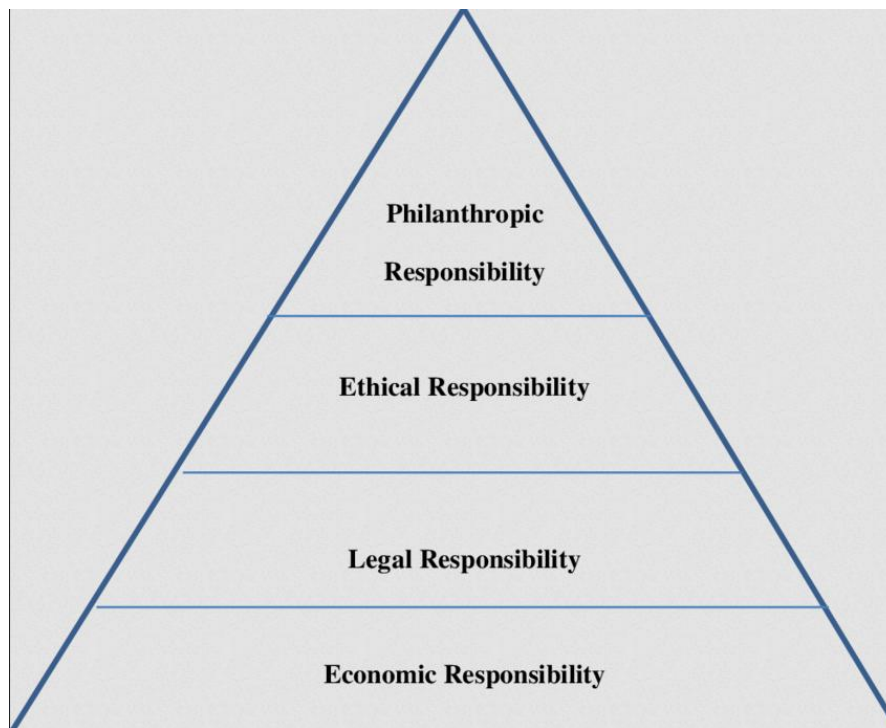 Philanthropic
Responsibility
Ethical Responsibility
Legal Responsibility
Economic Responsibility